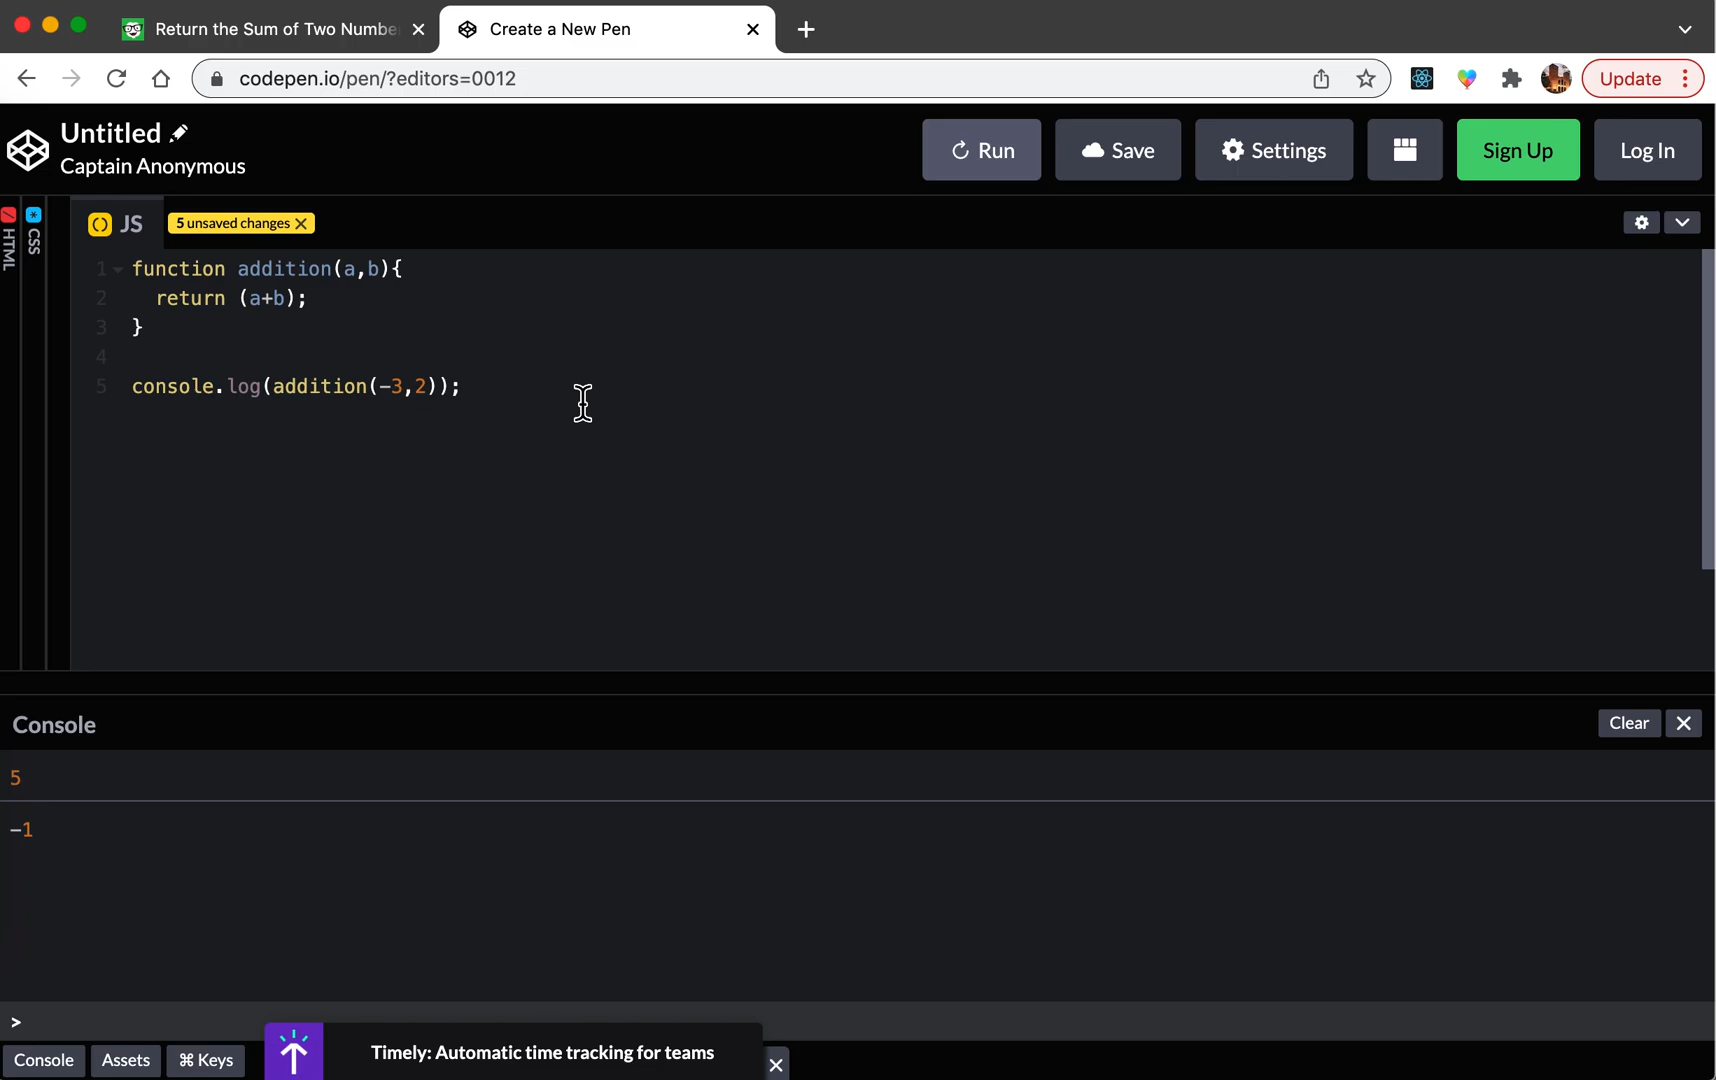 Return the Sum of Two Numbe
Create a New Pen
codepen.io/pen/?editors=0012
Update
Untitled
Captain Anonymous
Run
Save
Settings
Sign Up
Log In
HTML
CSS
JS
5 unsaved changes
1 function addition(a,b){
2 return (a+b);
3 }
4
5 console.log(addition(-3,2));
Console
Clear
5
-1
>
Console
Assets
⌘ Keys
Timely: Automatic time tracking for teams